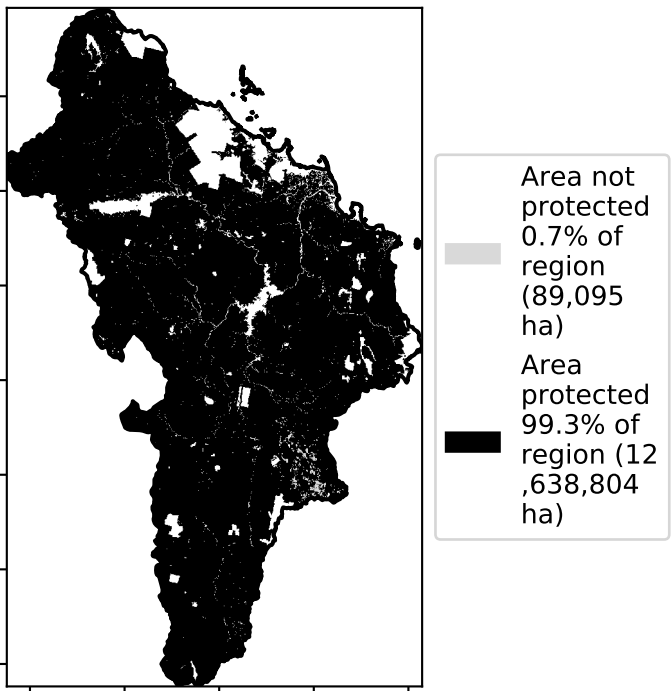 Area not
protected
0.7% of
region
(89,095
ha)
Area
protected
99.3% of
region (12
,638,804
ha)